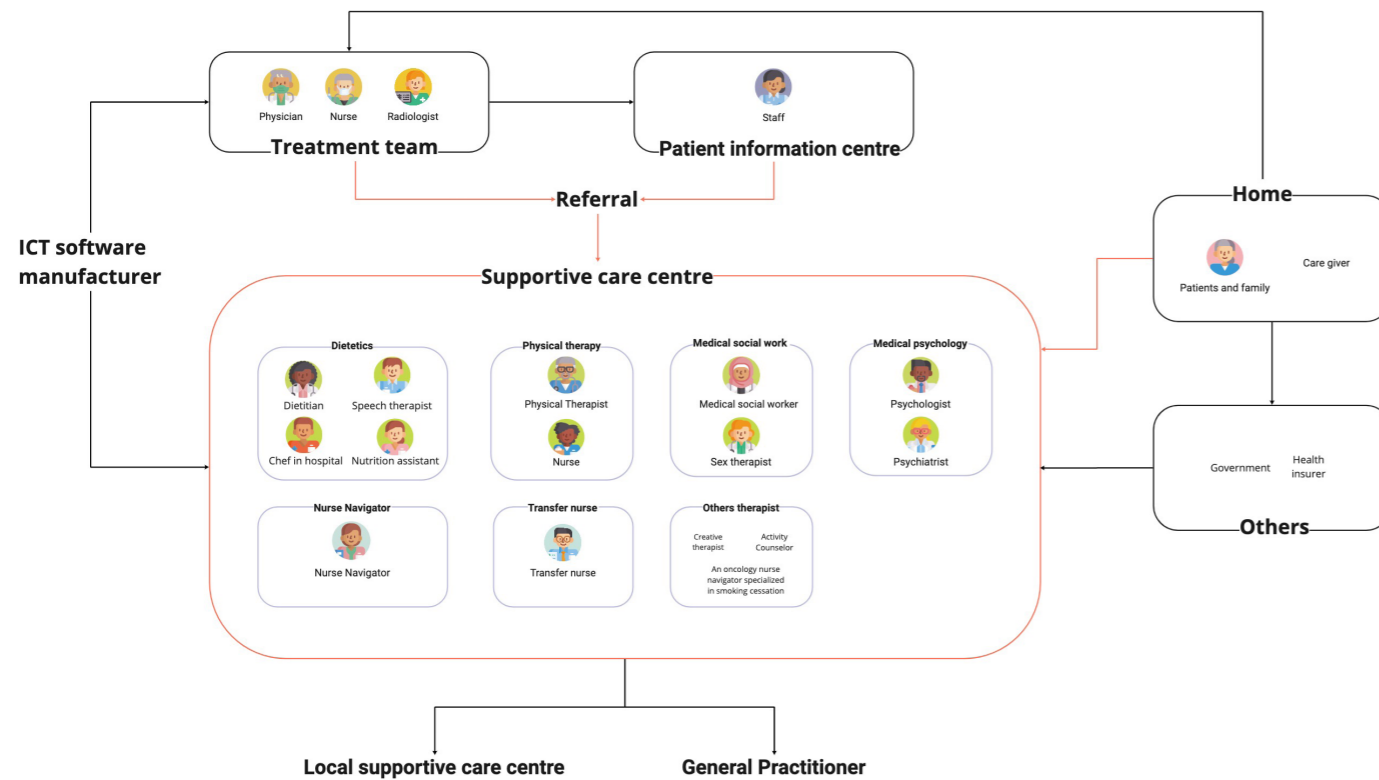 Physician
Nurse
Radiologist
Treatment team
Staff
Patient information centre
Referral
Home
Patients and family
Care giver
ICT software
manufacturer
Supportive care centre
Dietetics
Dietitian
Speech therapist
Chef in hospital
Nutrition assistant
Physical therapy
Physical Therapist
Nurse
Medical social work
Medical social worker
Sex therapist
Medical psychology
Psychologist
Psychiatrist
Government
Health
insurer
Others
Nurse Navigator
Nurse Navigator
Transfer nurse
Transfer nurse
Others therapist
Creative
therapist
Activity
Counselor
An oncology nurse
navigator specialized
in smoking cessation
Local supportive care centre
General Practitioner